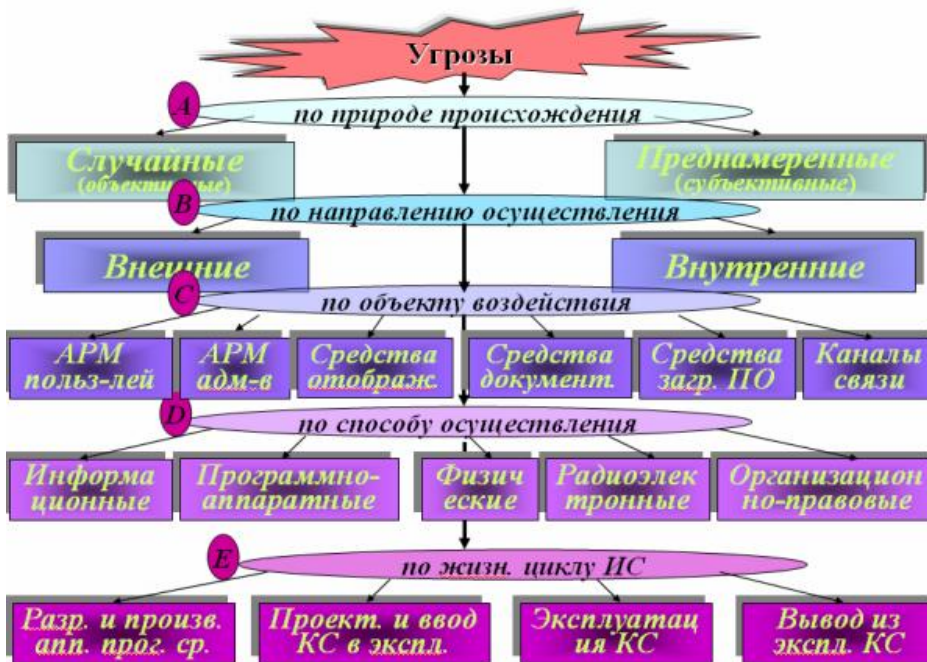 Угрозы
A
по природе происхождения
Случайные
(объективные)
Преднамеренные
(субъективные)
B
по направлению осуществления
Внешние
Внутренние
C
по объекту воздействия
АРМ
польз-лей
АРМ
адм-в
Средства
отображ.
Средства
документ.
Средства
загр. ПО
Каналы
связи
D
по способу осуществления
Информа
ционные
Программно-
аппаратные
Физич
еские
Радиоэлек
тронные
Организацион
но-правовые
E
по жизн. циклу ИС
Разр. и произв.
апп. прог. ср.
Проект. и ввод
КС в экспл.
Эксплуатац
ия КС
Вывод из
экспл. КС